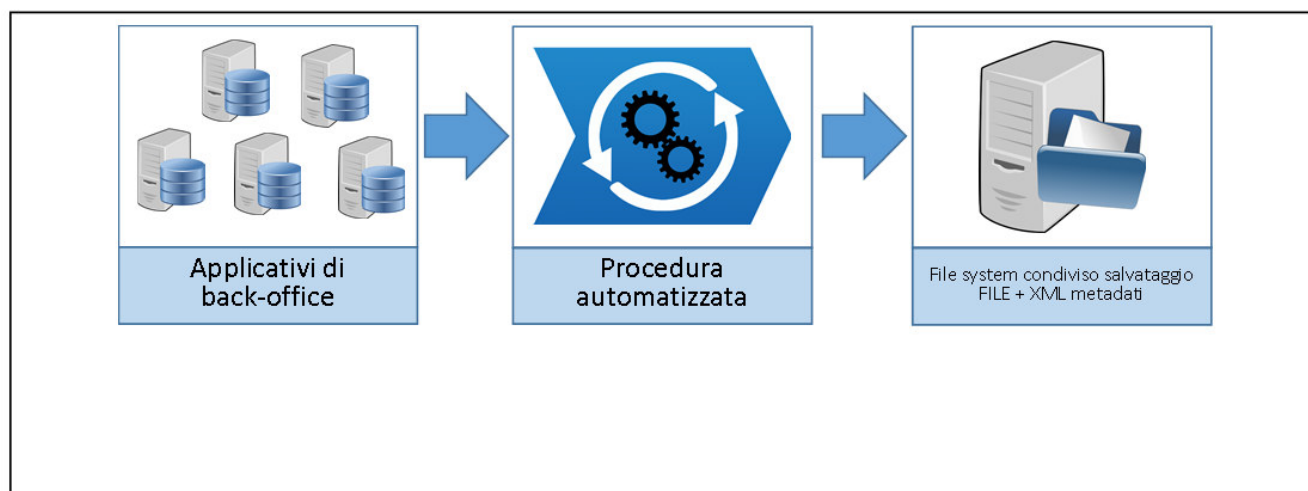 Applicativi di
back-office
Procedura
automatizzata
File system condiviso salvataggio
FILE + XML metadati